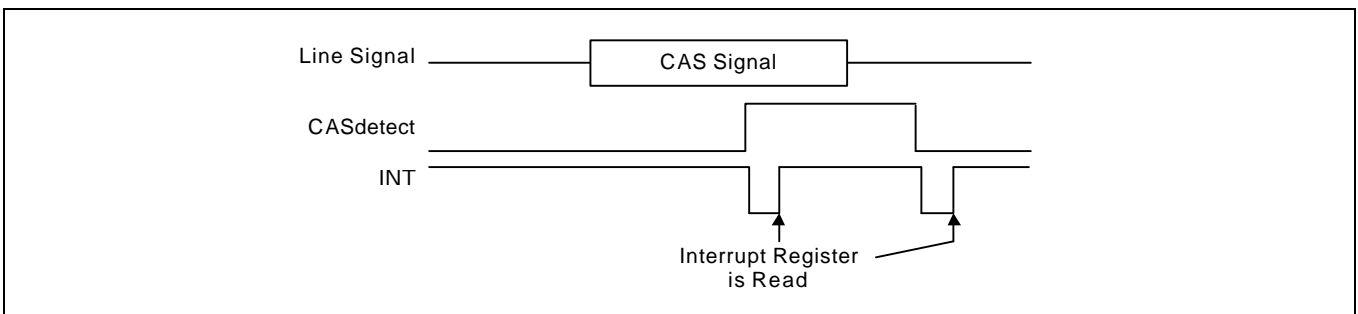 Line Signal
CAS Signal
CASdetect
INT
Interrupt Register
is Read